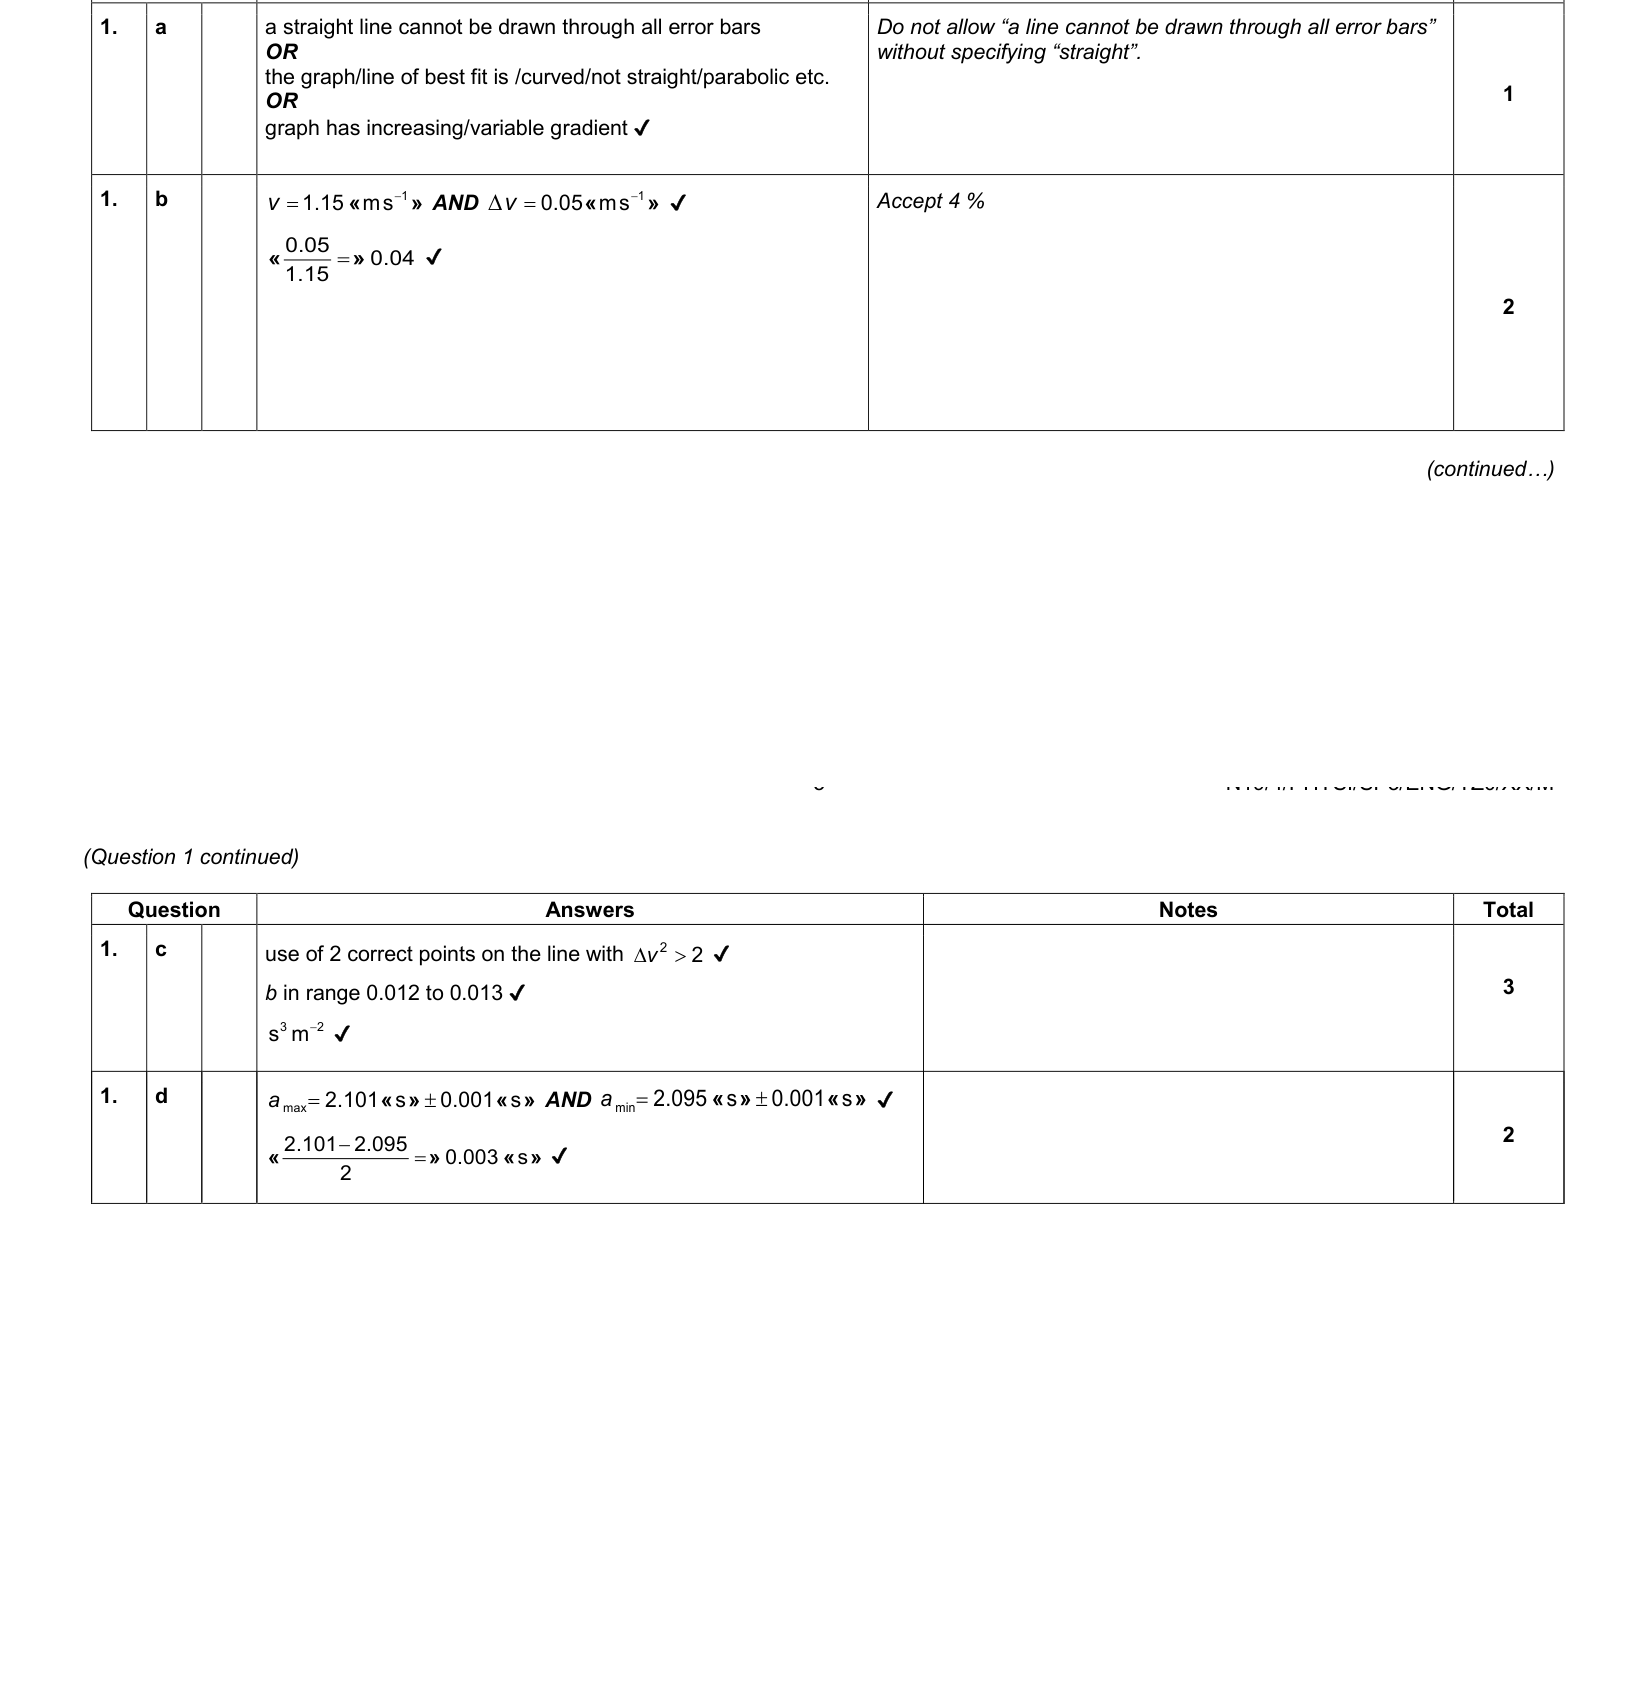 1. a a straight line cannot be drawn through all error bars Do not allow “a line cannot be drawn through all error bars”
OR without specifying “straight”.
the graph/line of best fit is /curved/not straight/parabolic etc.
OR 1
graph has increasing/variable gradient ✓
1. b v = 1.15 «m s⁻¹» AND Δv = 0.05 «m s⁻¹» ✓ Accept 4 %
« 0.05 / 1.15 = » 0.04 ✓
2
(continued…)
(Question 1 continued)
Question Answers Notes Total
1. c use of 2 correct points on the line with Δv² > 2 ✓
b in range 0.012 to 0.013 ✓ 3
s³ m⁻² ✓
1. d a max = 2.101 «s» ± 0.001 «s» AND a min = 2.095 «s» ± 0.001 «s» ✓
« 2.101 − 2.095 / 2 = » 0.003 «s» ✓ 2